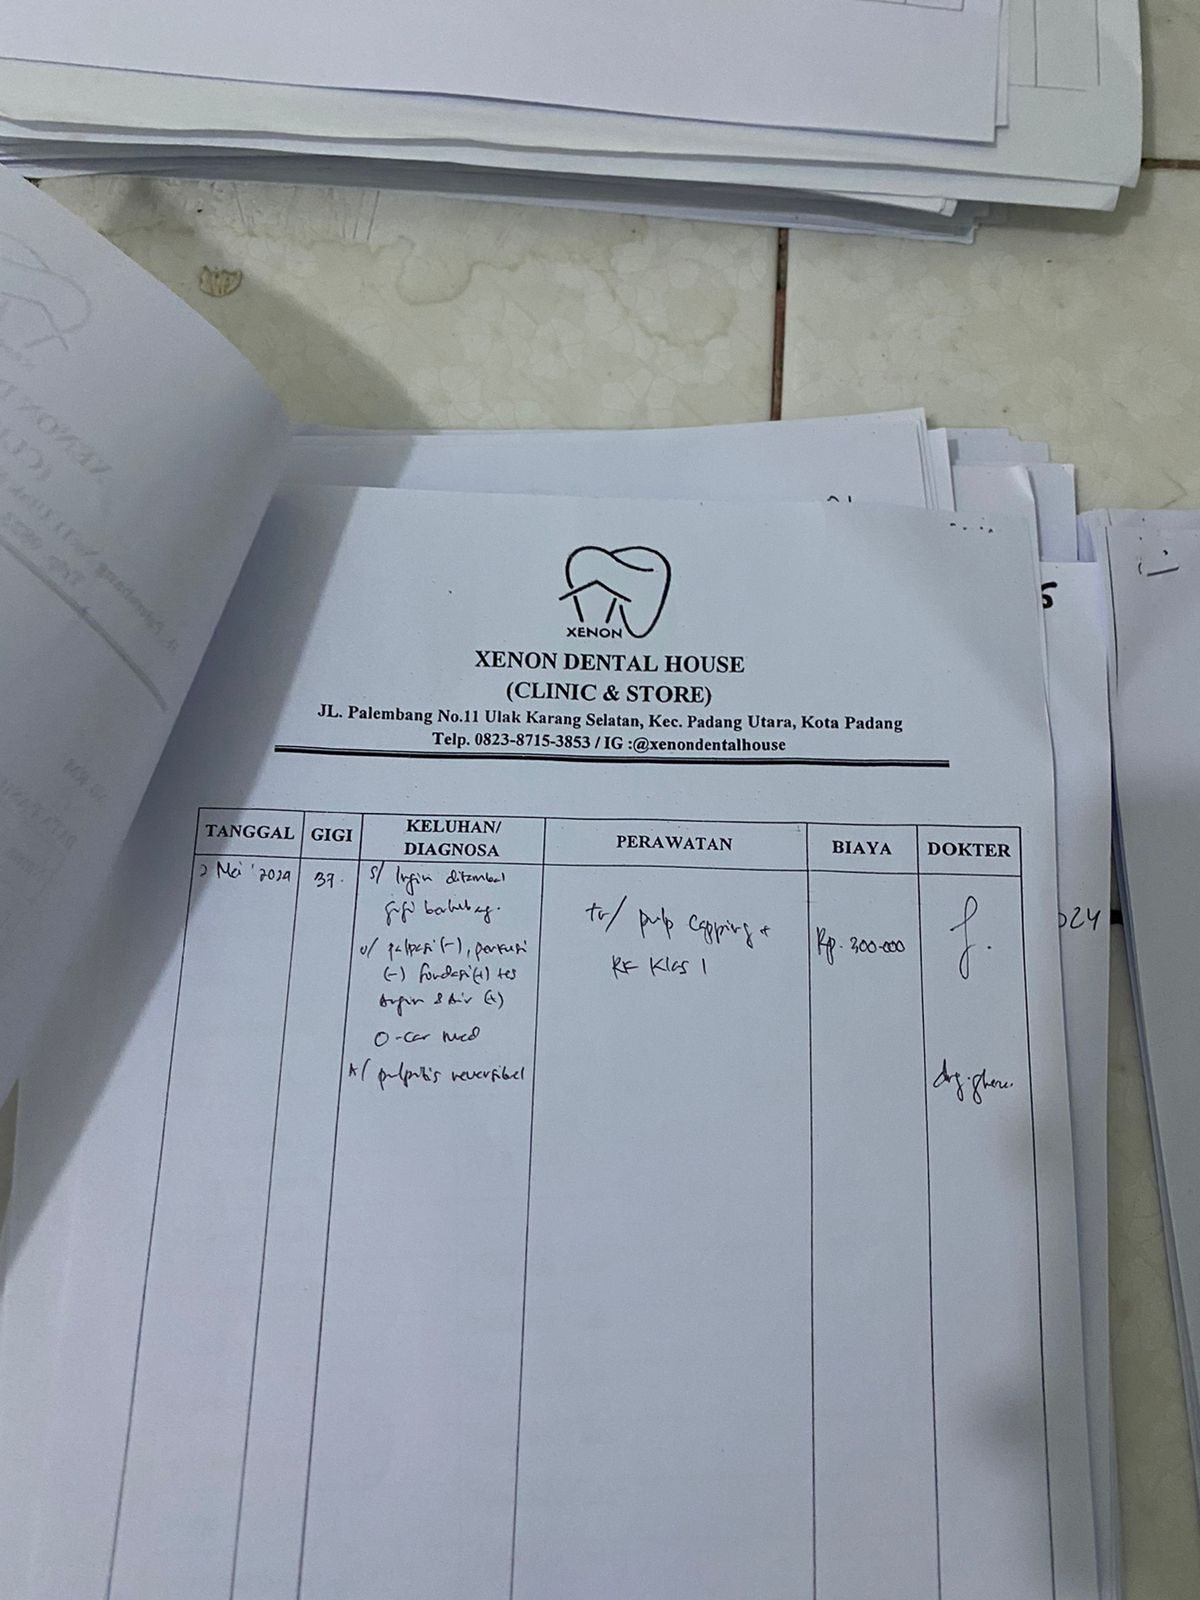 XENON
XENON DENTAL HOUSE
(CLINIC & STORE)
JL. Palembang No.11 Ulak Karang Selatan, Kec. Padang Utara, Kota Padang
Telp. 0823-8715-3853 / IG :@xenondentalhouse
TANGGAL GIGI KELUHAN/ DIAGNOSA PERAWATAN BIAYA DOKTER
2 Mei '2024 37.
S/ Ingin ditambal
gigi berlubang.
O/ palpasi (-), perkusi
(-) sondasi (+) tes
Angin & Air (+)
O-car med
A/ pulpitis reversibel
tr/ pulp capping +
RK Klas I
Rp. 300.000
drg.
024